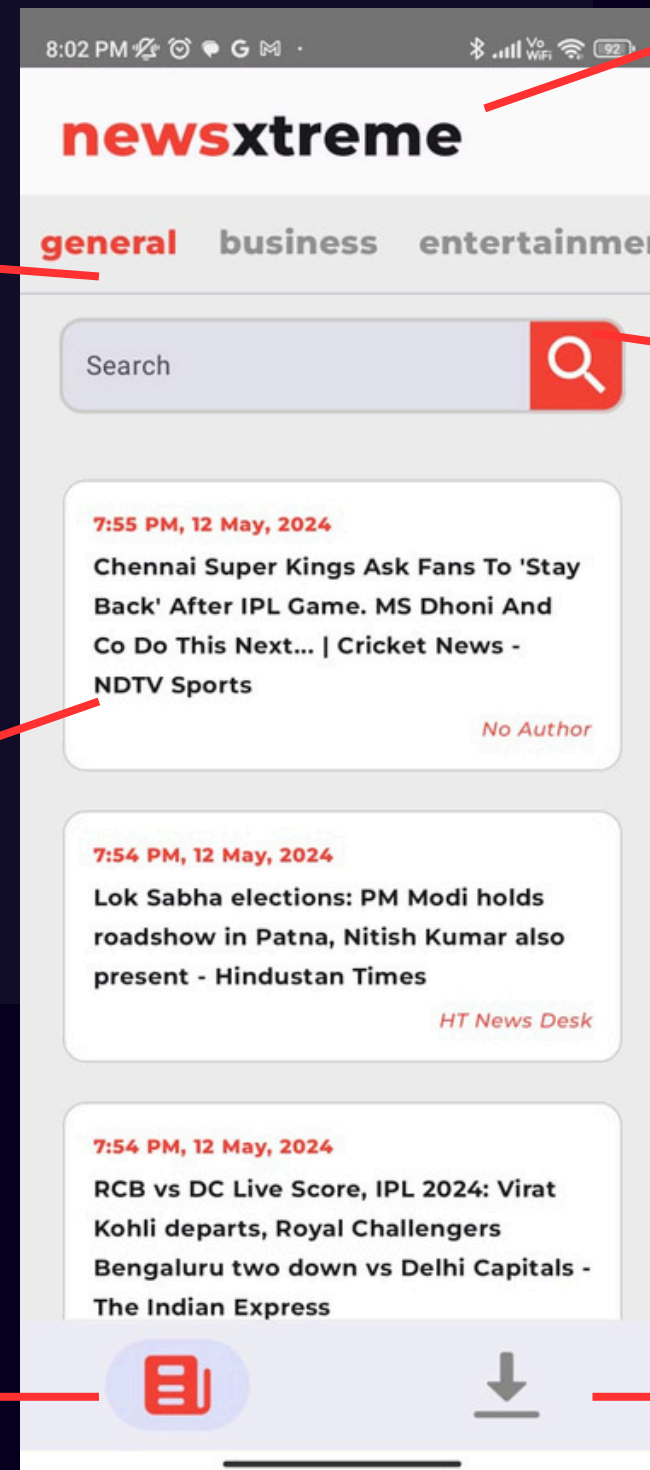 8:02 PM G Vo WiFi 92
newsxtreme
general business entertainme
Search
7:55 PM, 12 May, 2024
Chennai Super Kings Ask Fans To 'Stay
Back' After IPL Game. MS Dhoni And
Co Do This Next... | Cricket News -
NDTV Sports
No Author
7:54 PM, 12 May, 2024
Lok Sabha elections: PM Modi holds
roadshow in Patna, Nitish Kumar also
present - Hindustan Times
HT News Desk
7:54 PM, 12 May, 2024
RCB vs DC Live Score, IPL 2024: Virat
Kohli departs, Royal Challengers
Bengaluru two down vs Delhi Capitals -
The Indian Express